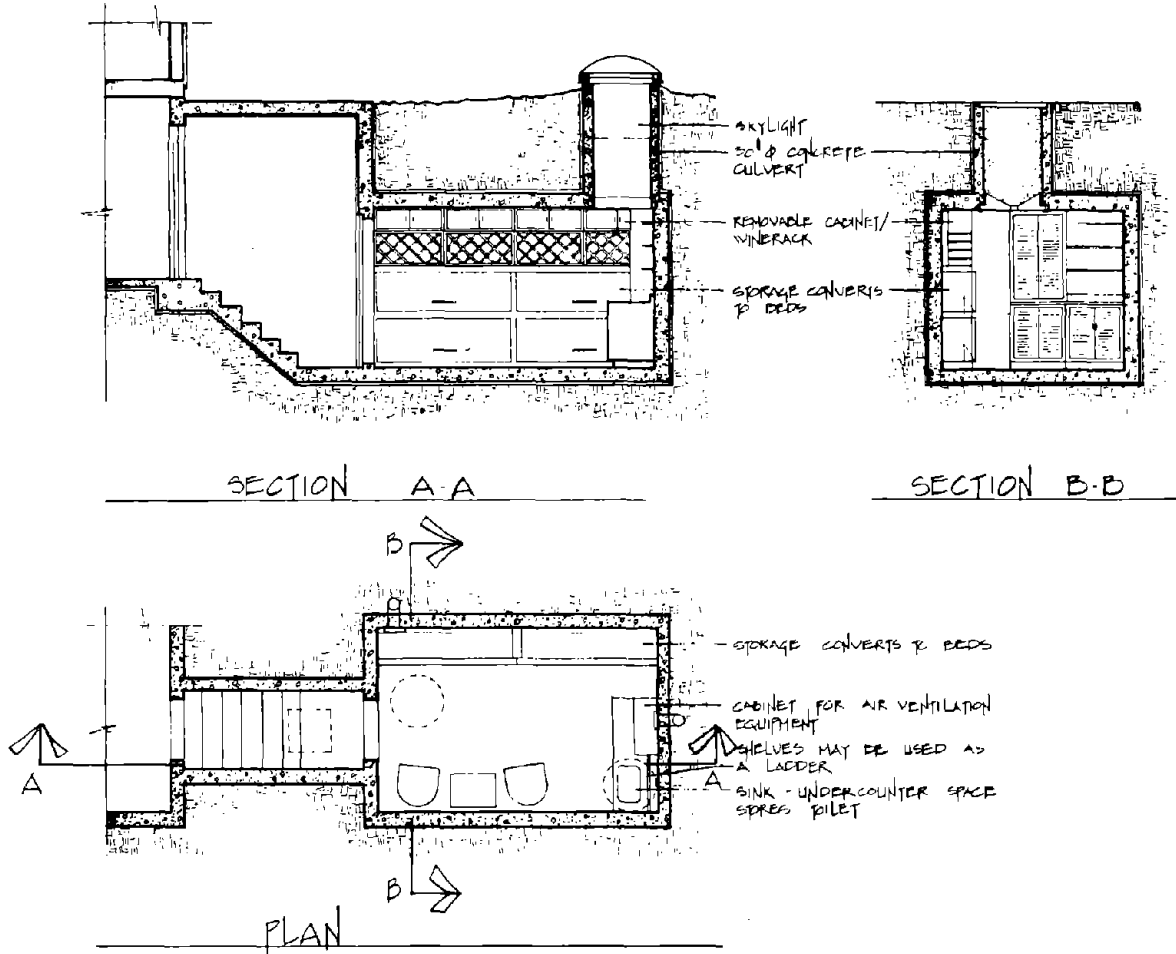 SKYLIGHT
30"Φ CONCRETE
CULVERT
REMOVABLE CABINET/
WINERACK
STORAGE CONVERTS
TO BEDS
SECTION A-A
SECTION B-B
B
STORAGE CONVERTS TO BEDS
CABINET FOR AIR VENTILATION
EQUIPMENT
SHELVES MAY BE USED AS
A LADDER
SINK - UNDERCOUNTER SPACE
STORES TOILET
A
A
B
PLAN